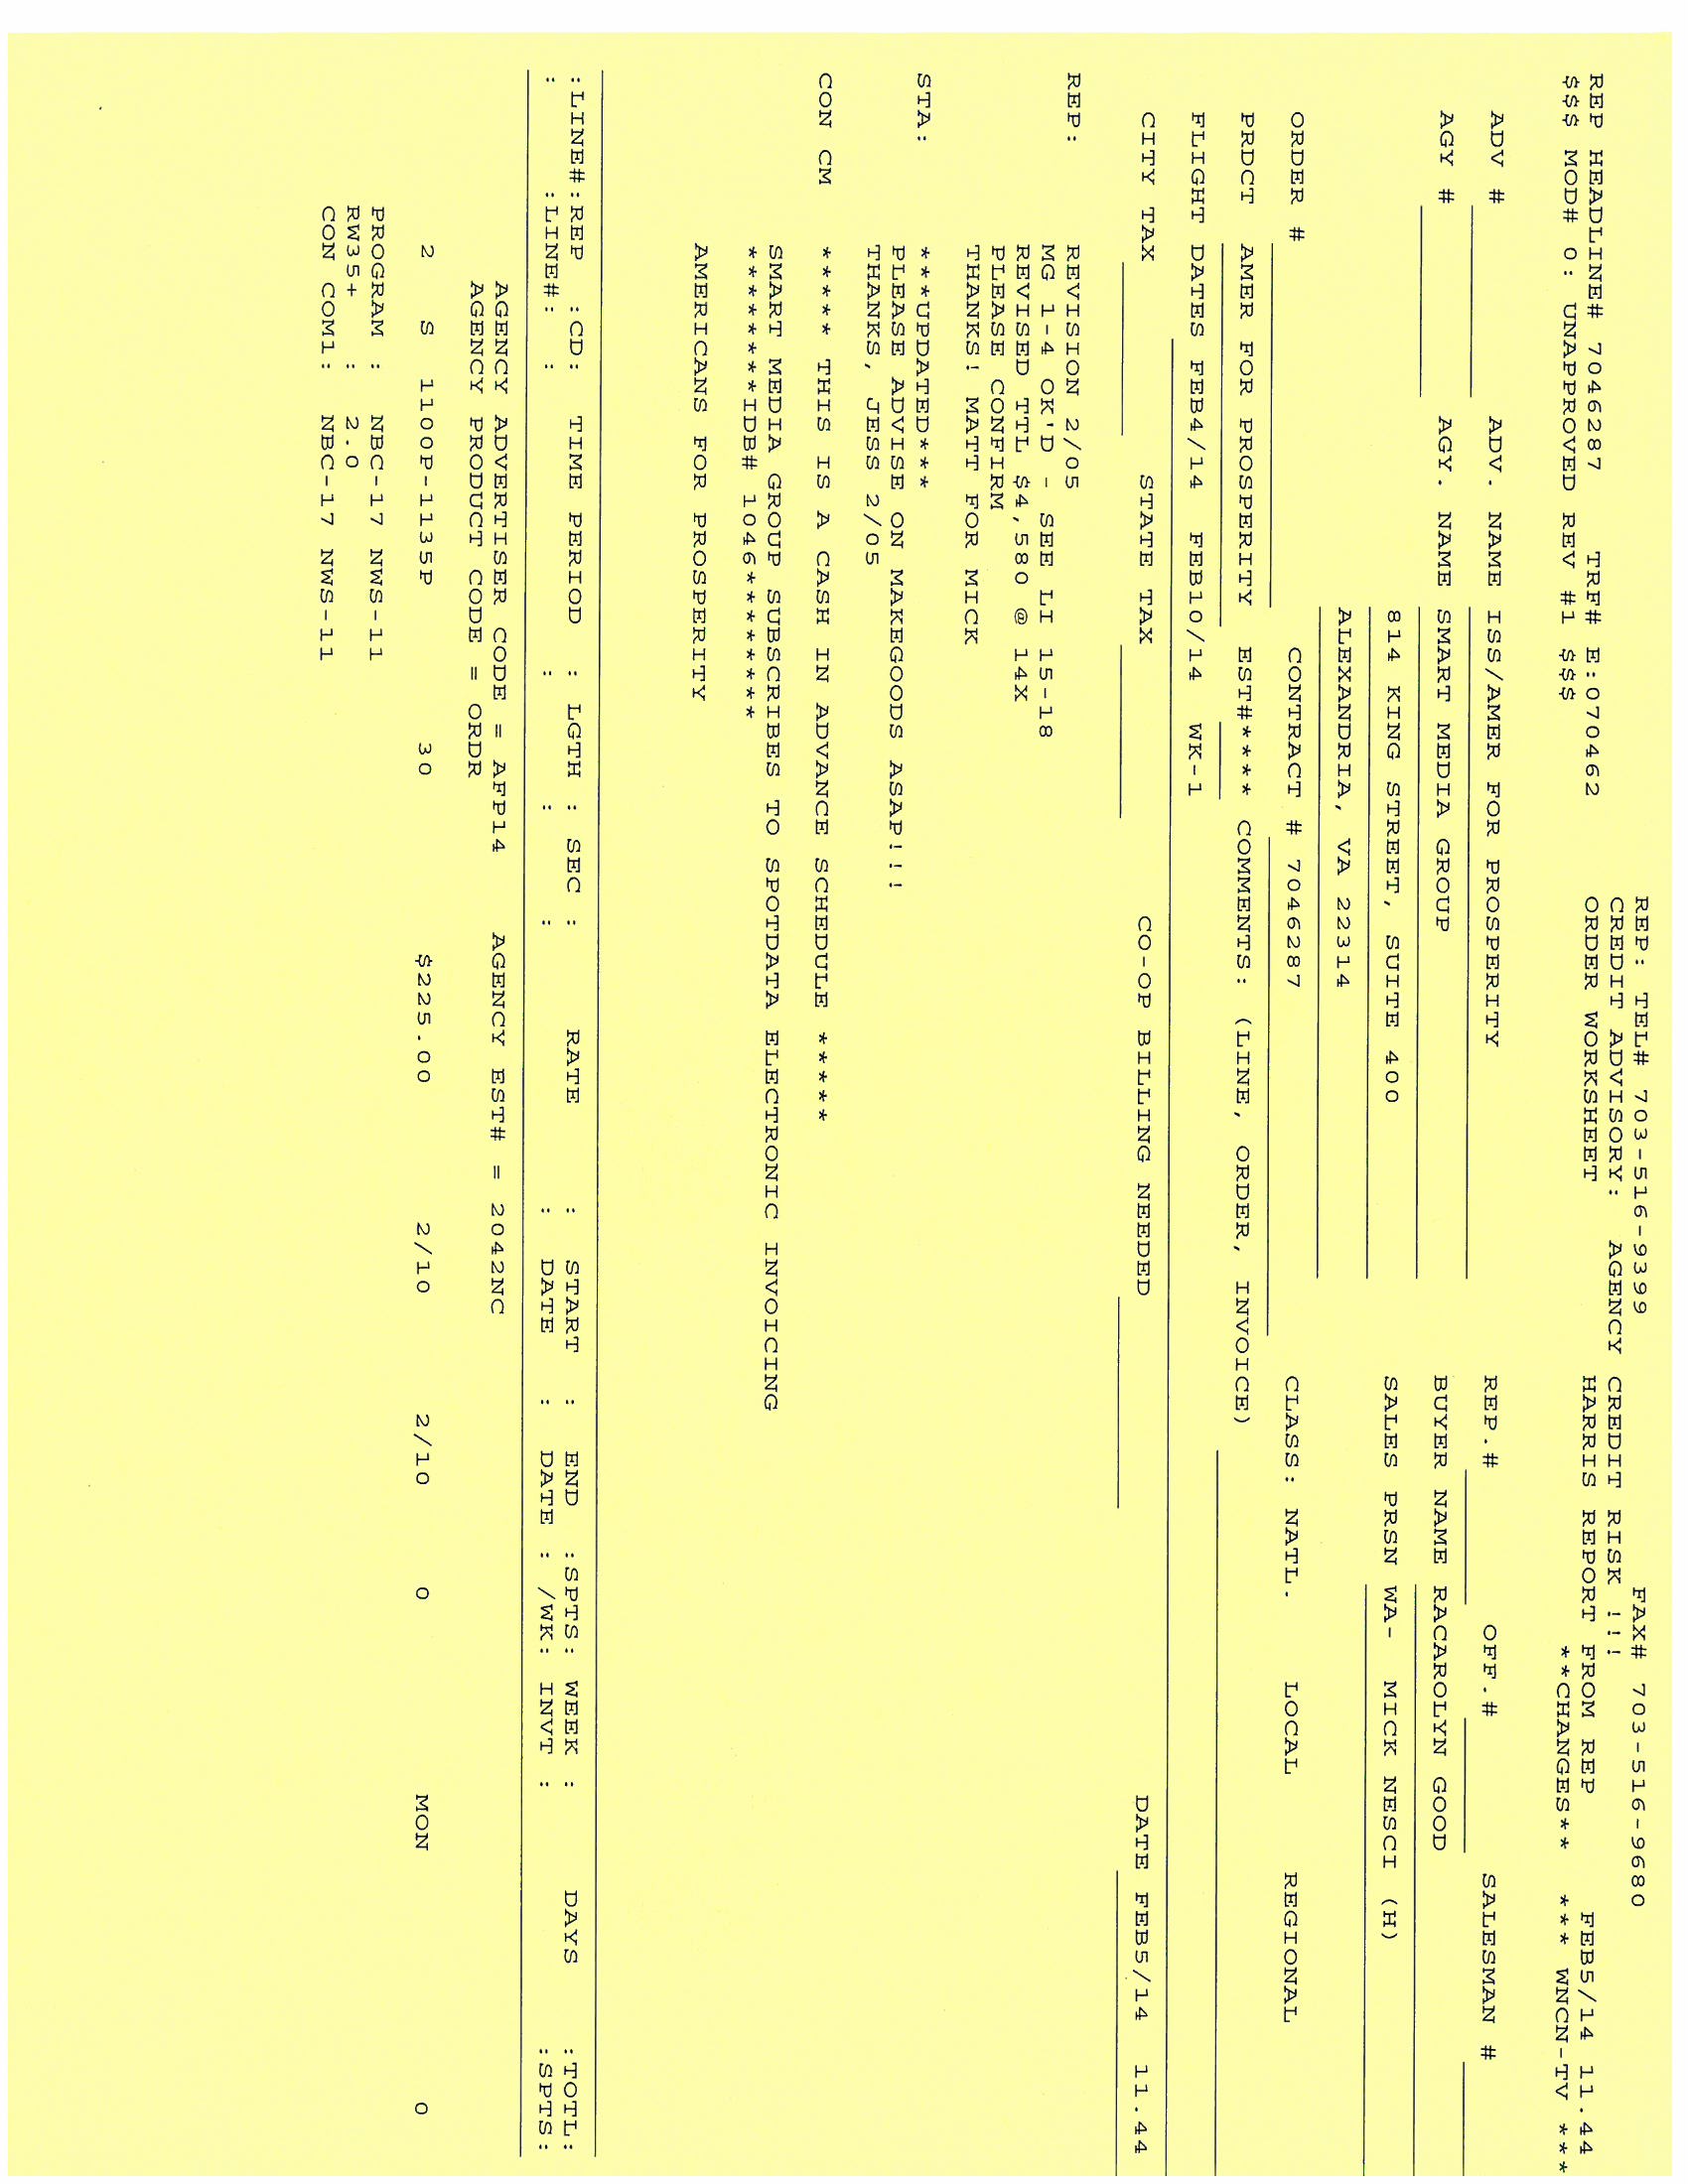 REP: TEL# 703-516-9399 FAX# 703-516-9680
CREDIT ADVISORY: AGENCY CREDIT RISK !!!
ORDER WORKSHEET HARRIS REPORT FROM REP FEB5/14 11.44
REP HEADLINE# 7046287 TRF# E:070462 **CHANGES** *** WNCN-TV ***
$$$ MOD# 0: UNAPPROVED REV #1 $$$
ADV # ADV. NAME ISS/AMER FOR PROSPERITY REP.# OFF.# SALESMAN #
AGY # AGY. NAME SMART MEDIA GROUP BUYER NAME RACAROLYN GOOD
814 KING STREET, SUITE 400 SALES PRSN WA- MICK NESCI (H)
ALEXANDRIA, VA 22314
ORDER # CONTRACT # 7046287 CLASS: NATL. LOCAL REGIONAL
PRDCT AMER FOR PROSPERITY EST#**** COMMENTS: (LINE, ORDER, INVOICE)
FLIGHT DATES FEB4/14 FEB10/14 WK-1
CITY TAX STATE TAX CO-OP BILLING NEEDED DATE FEB5/14 11.44
REP: REVISION 2/05
MG 1-4 OK'D - SEE LI 15-18
REVISED TTL $4,580 @ 14X
PLEASE CONFIRM
THANKS! MATT FOR MICK
STA: ***UPDATED***
PLEASE ADVISE ON MAKEGOODS ASAP!!!
THANKS, JESS 2/05
CON CM ***** THIS IS A CASH IN ADVANCE SCHEDULE *****
SMART MEDIA GROUP SUBSCRIBES TO SPOTDATA ELECTRONIC INVOICING
********IDB# 1046********
AMERICANS FOR PROSPERITY
:LINE#:REP :CD: TIME PERIOD : LGTH : SEC : RATE : START : END :SPTS: WEEK : DAYS :TOTL:
: :LINE#: : : : : : DATE : DATE : /WK: INVT : :SPTS:
AGENCY ADVERTISER CODE = AFP14 AGENCY EST# = 2042NC
AGENCY PRODUCT CODE = ORDR
2 S 1100P-1135P 30 $225.00 2/10 2/10 0 MON 0
PROGRAM : NBC-17 NWS-11
RW35+ : 2.0
CON COM1: NBC-17 NWS-11